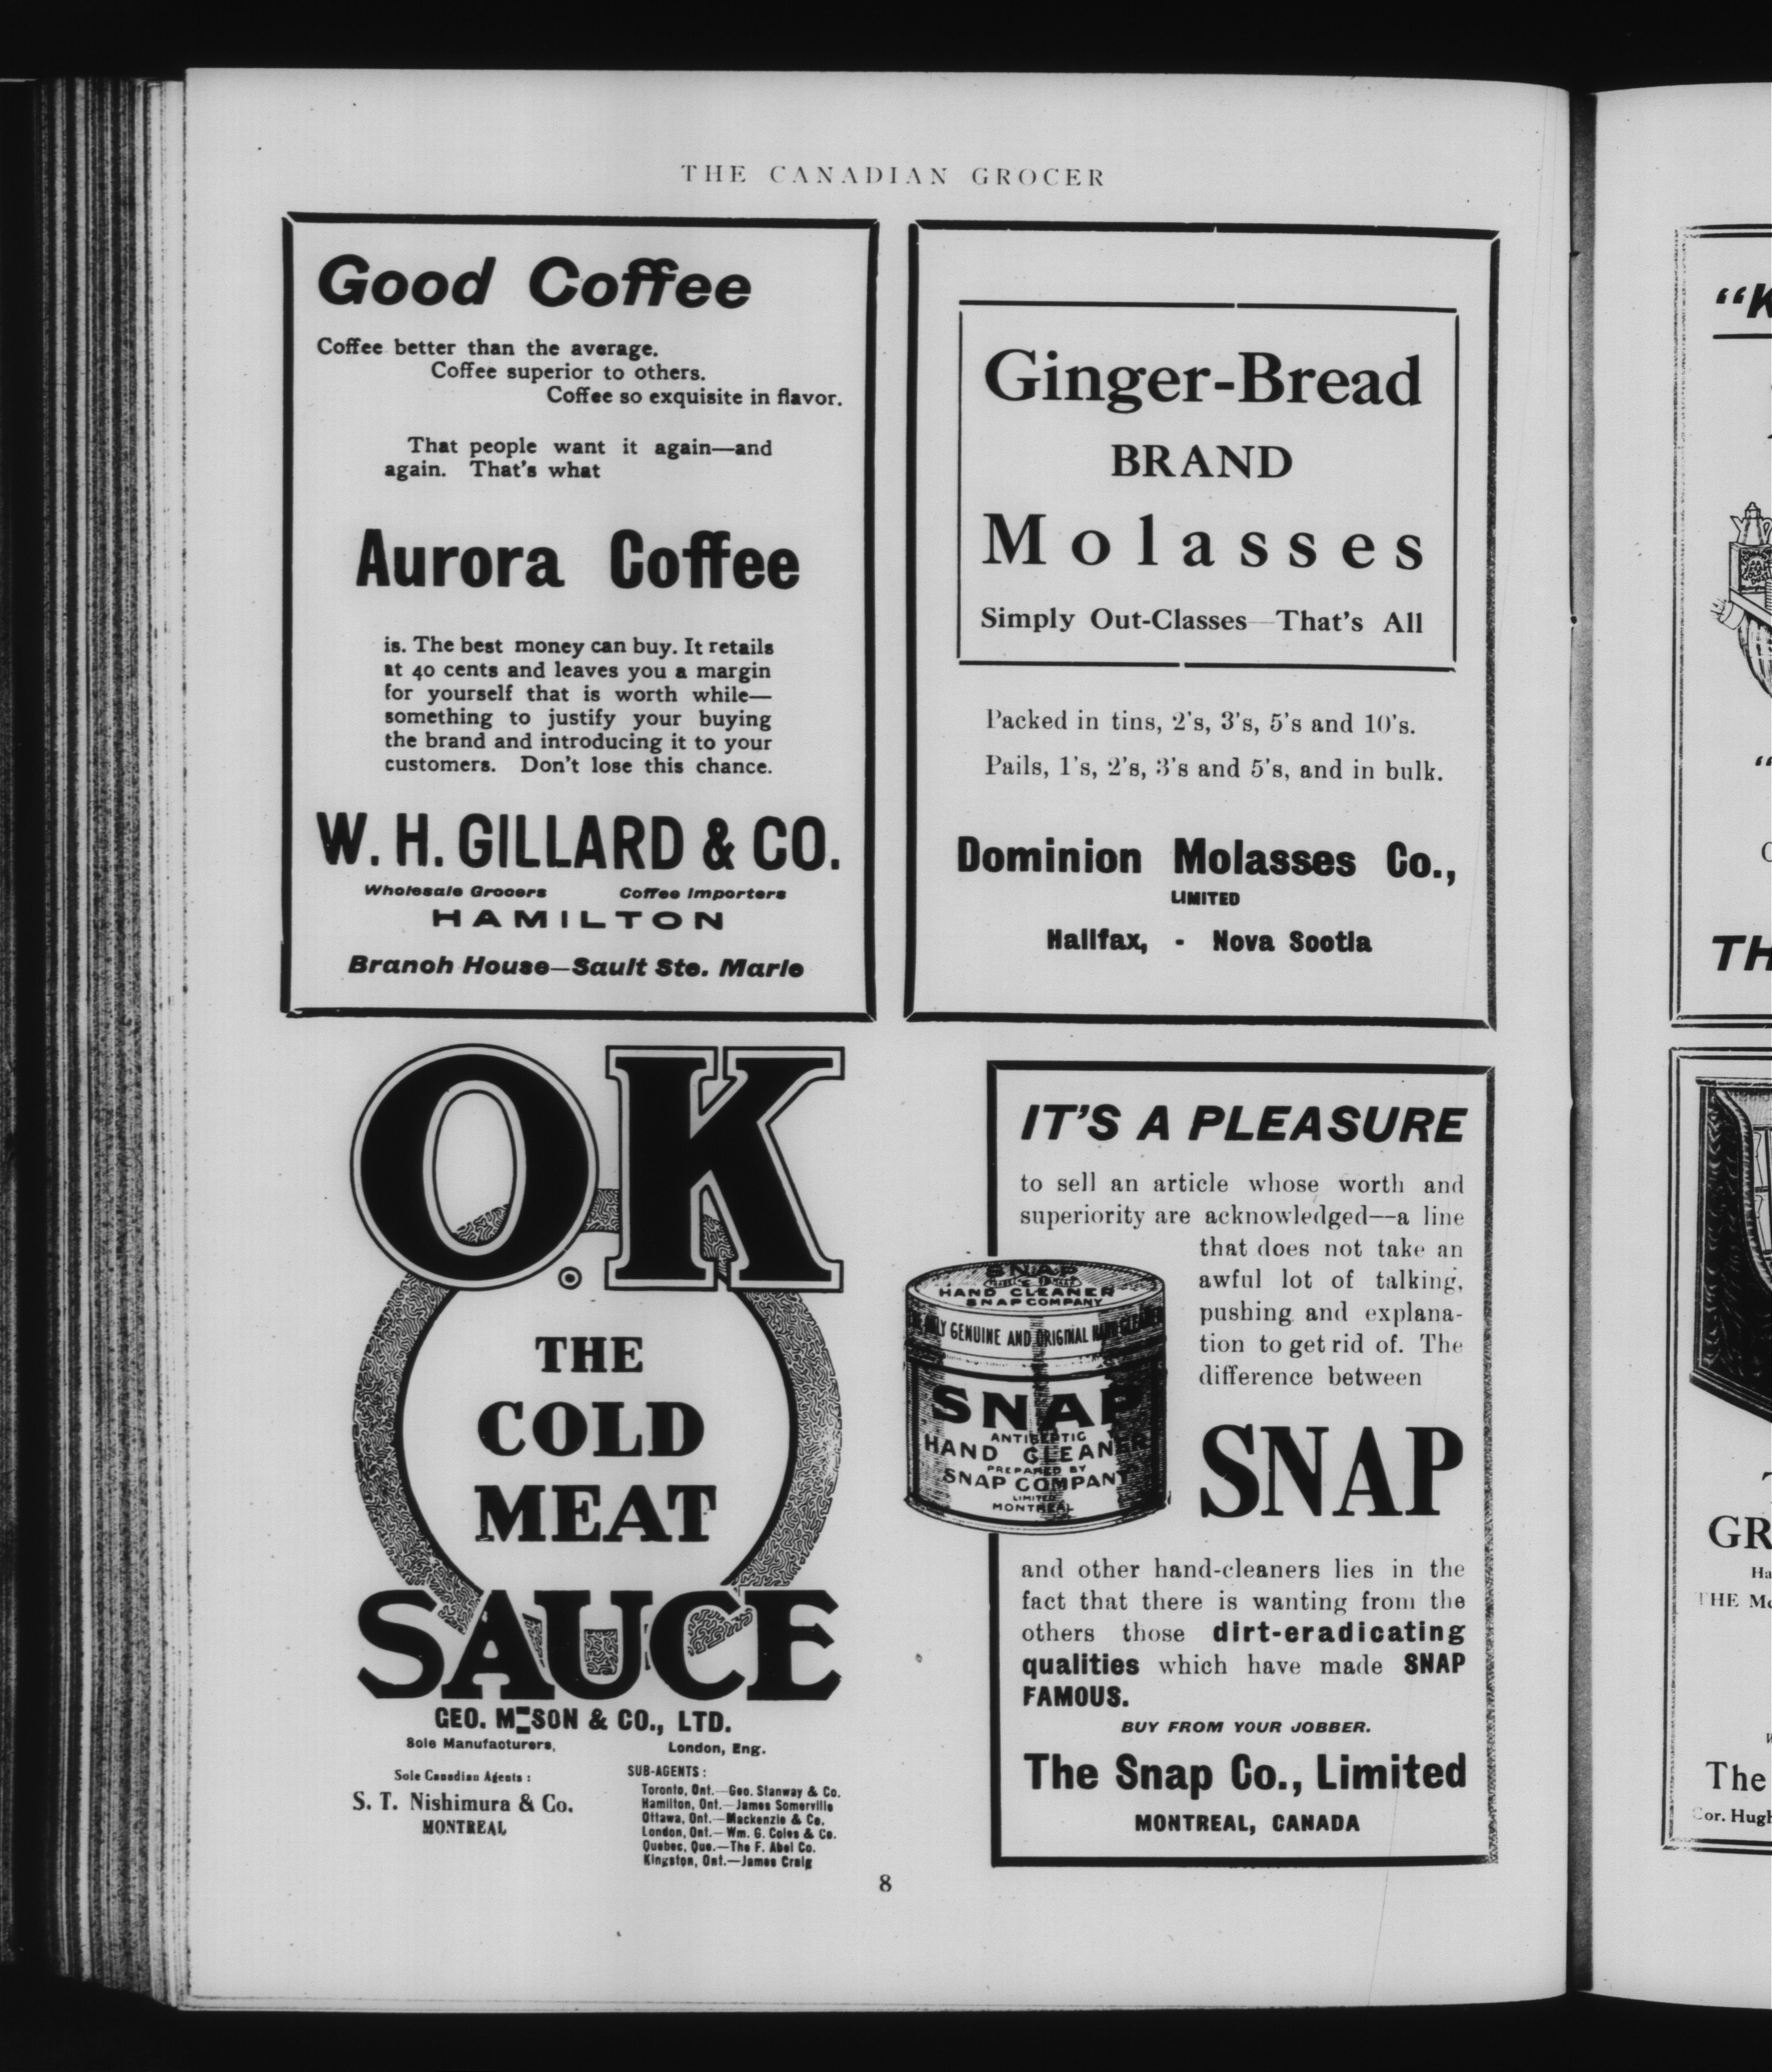 THE CANADIAN GROCER
Good Coffee
Coffee better than the average.
Coffee superior to others.
Coffee so exquisite in flavor.
That people want it again—and
again. That's what
Aurora Coffee
is. The best money can buy. It retails
at 40 cents and leaves you a margin
for yourself that is worth while—
something to justify your buying
the brand and introducing it to your
customers. Don't lose this chance.
W. H. GILLARD & CO.
Wholesale Grocers Coffee Importers
HAMILTON
Branch House—Sault Ste. Marie
Ginger-Bread
BRAND
Molasses
Simply Out-Classes—That's All
Packed in tins, 2's, 3's, 5's and 10's.
Pails, 1's, 2's, 3's and 5's, and in bulk.
Dominion Molasses Co.,
LIMITED
Halifax, - Nova Scotia
O.K
THE
COLD
MEAT
SAUCE
GEO. MASON & CO., LTD.
Sole Manufacturers, London, Eng.
Sole Canadian Agents:
S. T. Nishimura & Co.
MONTREAL
SUB-AGENTS:
Toronto, Ont.—Geo. Stanway & Co.
Hamilton, Ont.—James Somerville
Ottawa, Ont.—Mackenzie & Co.
London, Ont.—Wm. G. Coles & Co.
Quebec, Que.—The F. Abel Co.
Kingston, Ont.—James Craig
IT'S A PLEASURE
to sell an article whose worth and
superiority are acknowledged—a line
that does not take an
awful lot of talking,
pushing and explana-
tion to get rid of. The
difference between
SNAP
SNAP
HAND CLEANER
SNAP COMPANY
GENUINE AND ORIGINAL HAND CLEANER
SNAP
ANTISEPTIC
HAND CLEANER
PREPARED BY
SNAP COMPANY
LIMITED
MONTREAL
and other hand-cleaners lies in the
fact that there is wanting from the
others those dirt-eradicating
qualities which have made SNAP
FAMOUS.
BUY FROM YOUR JOBBER.
The Snap Co., Limited
MONTREAL, CANADA
8
"K
TH
GR
THE
The
Cor. Hugh